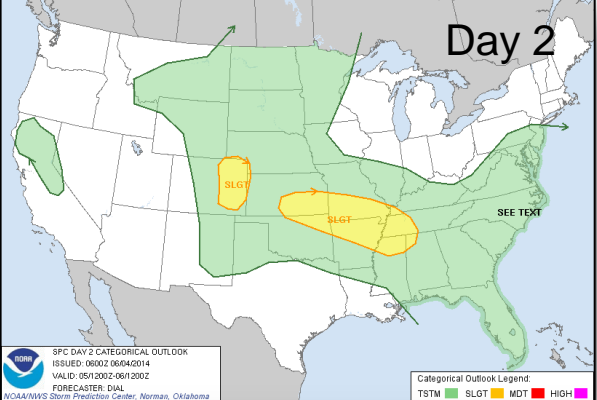 Day 2
SLGT
SLGT
SEE TEXT
NOAA
SPC DAY 2 CATEGORICAL OUTLOOK
ISSUED: 0600Z 06/04/2014
VALID: 05/1200Z-06/1200Z
FORECASTER: DIAL
NOAA/NWS Storm Prediction Center, Norman, Oklahoma
Categorical Outlook Legend:
TSTM SLGT MDT HIGH